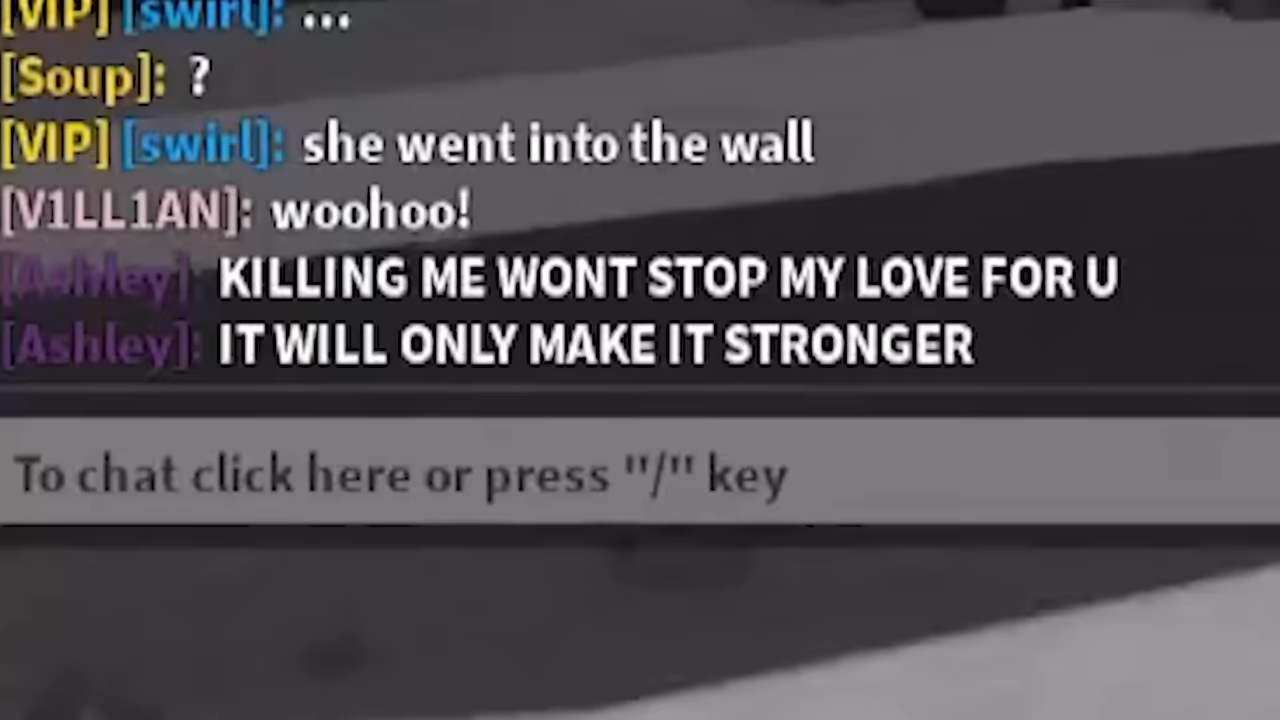 [VIP] [swirl]: ...
[Soup]: ?
[VIP] [swirl]: she went into the wall
[V1LL1AN]: woohoo!
[Ashley]: KILLING ME WONT STOP MY LOVE FOR U
[Ashley]: IT WILL ONLY MAKE IT STRONGER
To chat click here or press "/" key